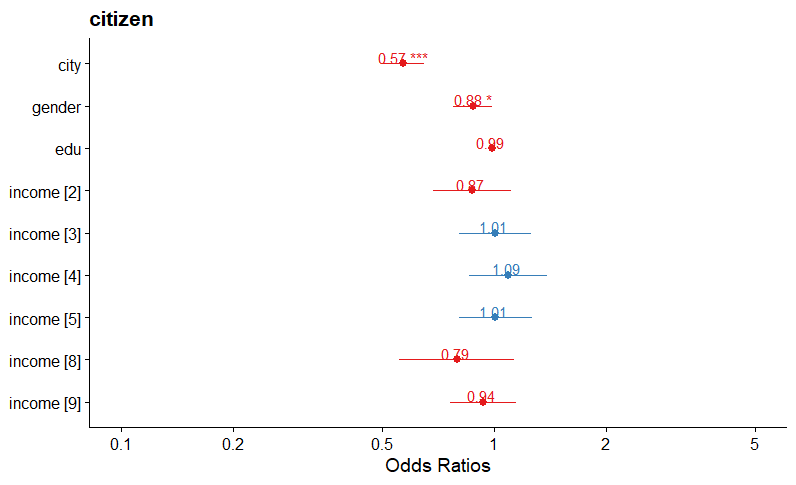 citizen
city
0.57 ***
gender
0.88 *
edu
0.99
income [2]
0.87
income [3]
1.01
income [4]
1.09
income [5]
1.01
income [8]
0.79
income [9]
0.94
0.1 0.2 0.5 1 2 5
Odds Ratios